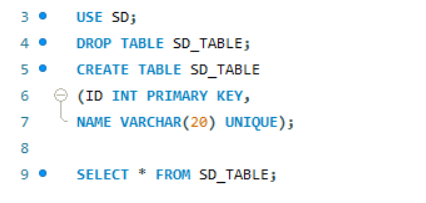 3 USE SD;
4 DROP TABLE SD_TABLE;
5 CREATE TABLE SD_TABLE
6 (ID INT PRIMARY KEY,
7 NAME VARCHAR(20) UNIQUE);
8
9 SELECT * FROM SD_TABLE;